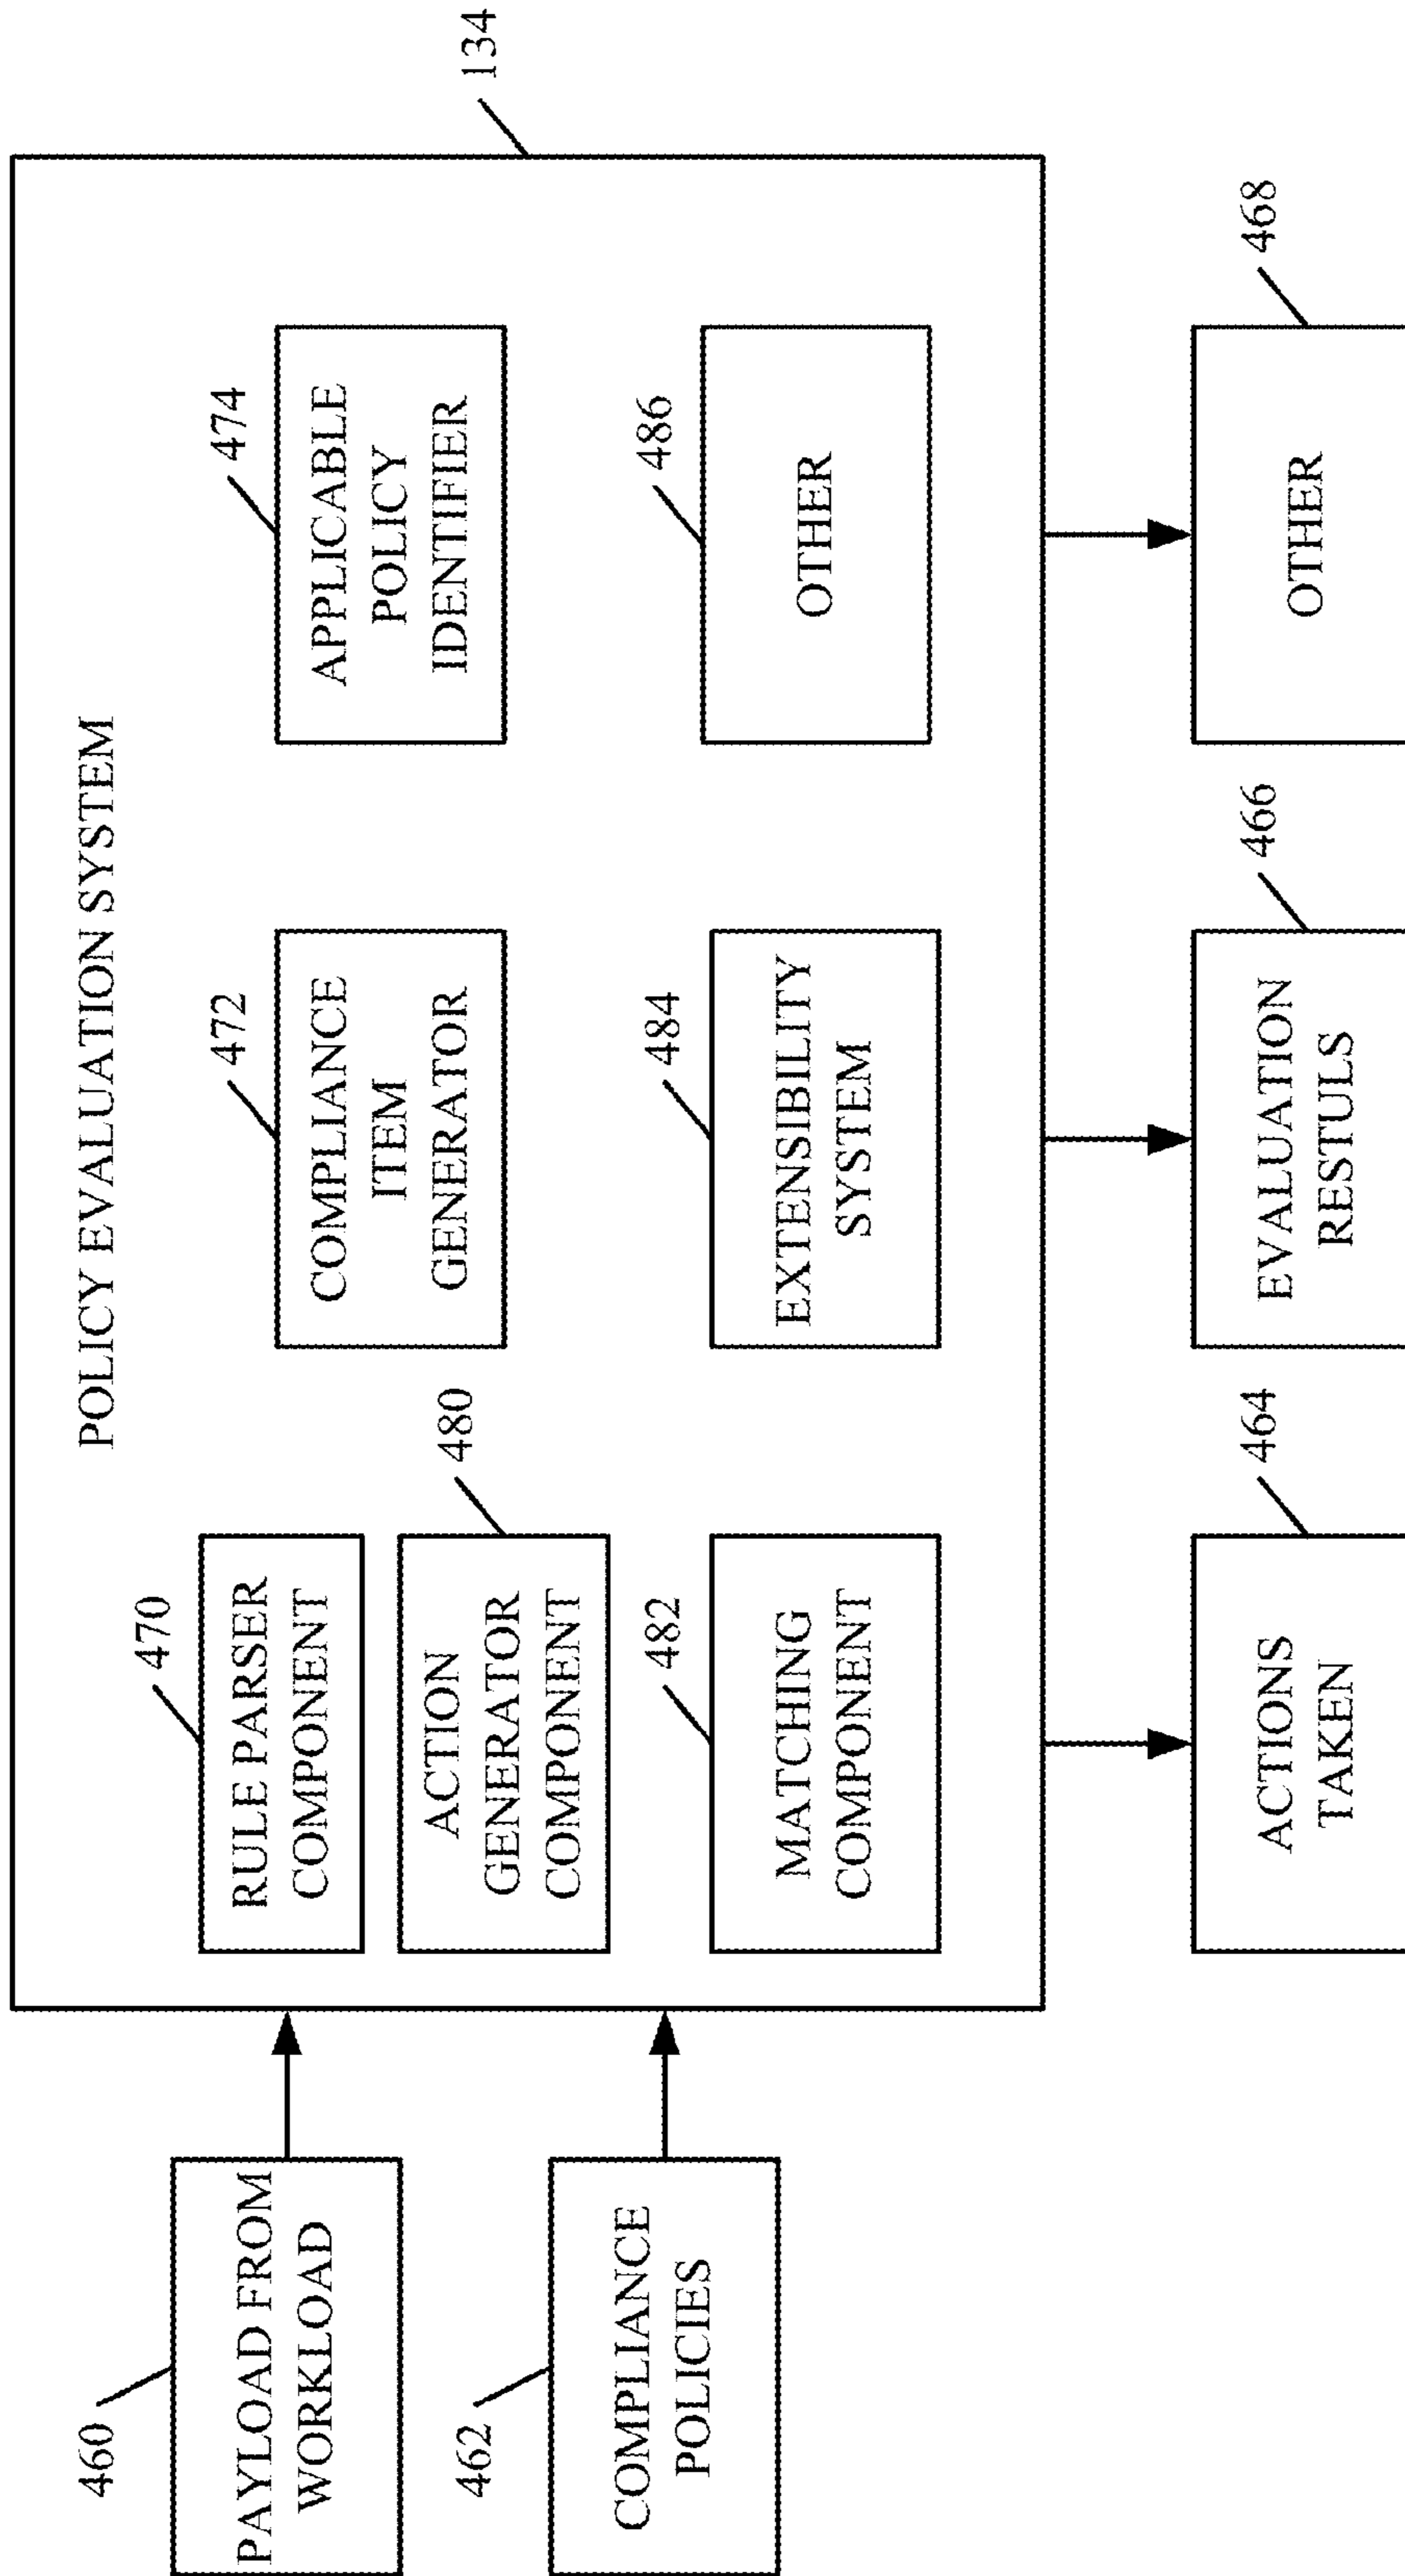 POLICY EVALUATION SYSTEM
134
460
PAYLOAD FROM
WORKLOAD
462
COMPLIANCE
POLICIES
470
RULE PARSER
COMPONENT
480
ACTION
GENERATOR
COMPONENT
482
MATCHING
COMPONENT
472
COMPLIANCE
ITEM
GENERATOR
484
EXTENSIBILITY
SYSTEM
474
APPLICABLE
POLICY
IDENTIFIER
486
OTHER
464
ACTIONS
TAKEN
466
EVALUATION
RESTULS
468
OTHER